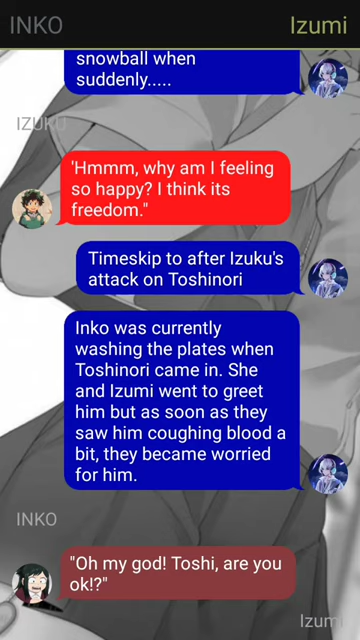 INKO
Izumi
snowball when
suddenly.....
IZUKU
'Hmmm, why am I feeling
so happy? I think its
freedom."
Timeskip to after Izuku's
attack on Toshinori
Inko was currently
washing the plates when
Toshinori came in. She
and Izumi went to greet
him but as soon as they
saw him coughing blood a
bit, they became worried
for him.
INKO
"Oh my god! Toshi, are you
ok!?"
Izumi